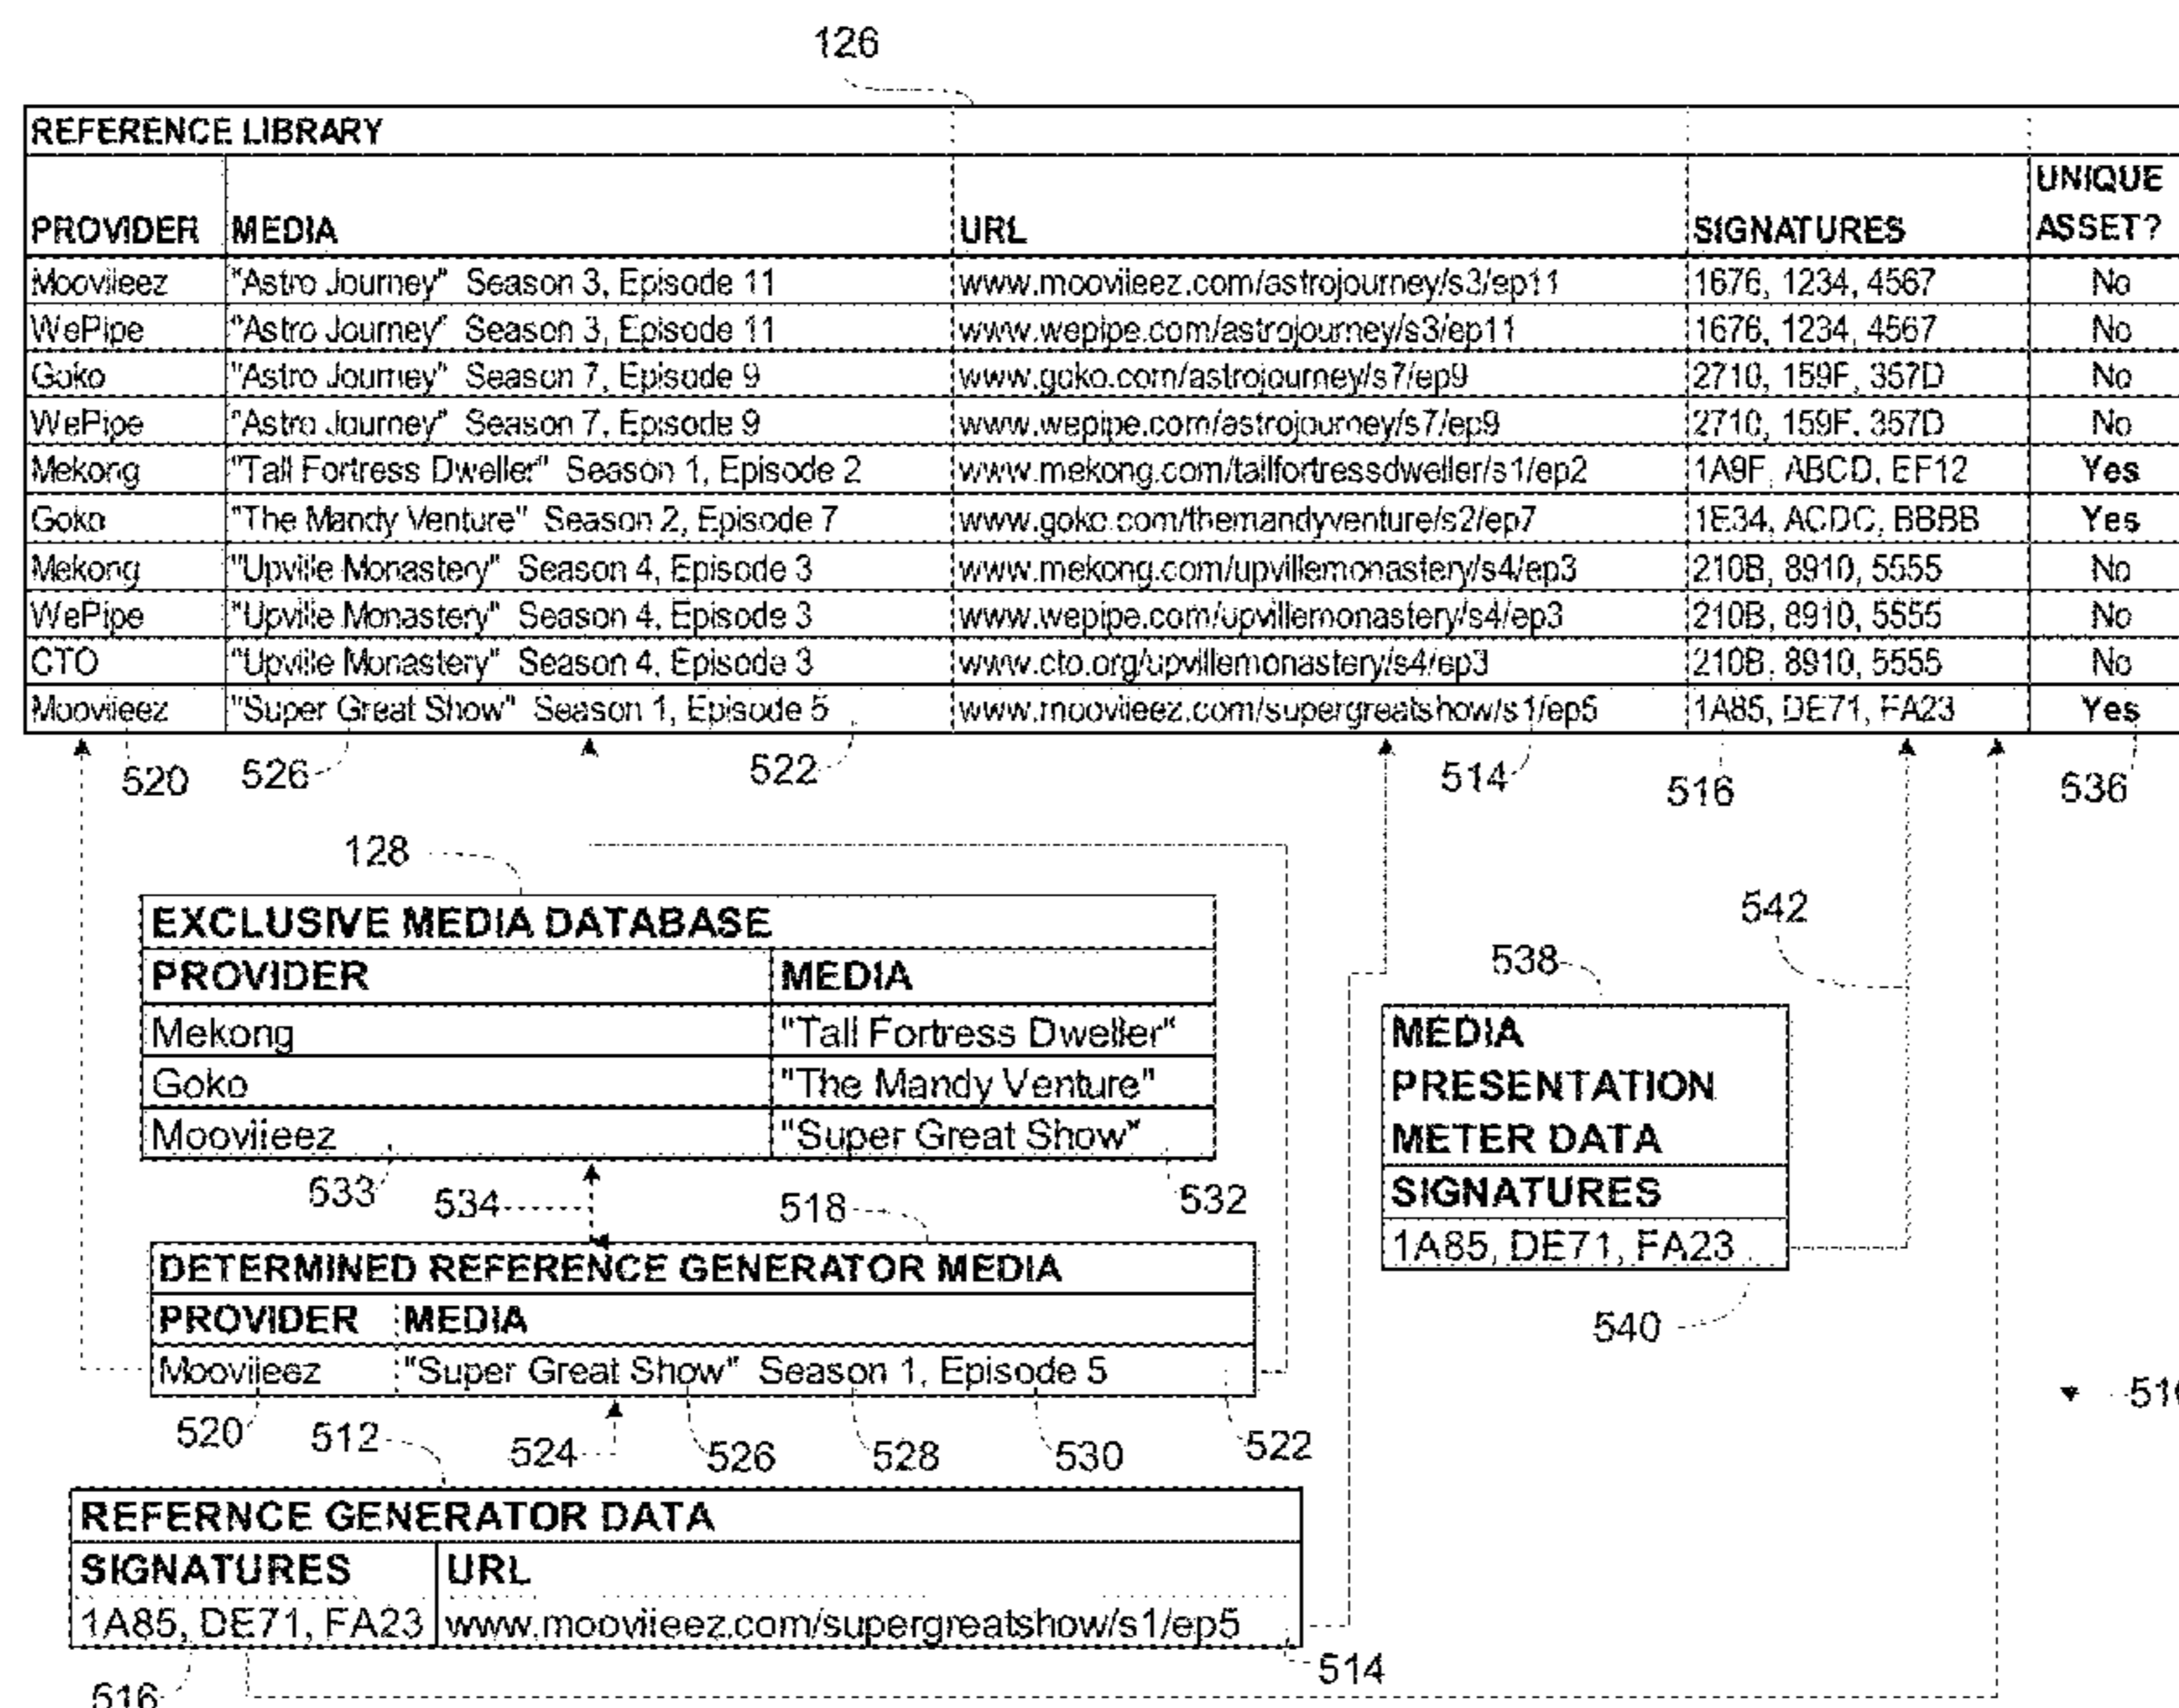 126
REFERENCE LIBRARY
PROVIDER MEDIA URL SIGNATURES UNIQUE ASSET?
Mooviieez "Astro Journey" Season 3, Episode 11 www.mooviieez.com/astrojourney/s3/ep11 1676, 1234, 4567 No
WePipe "Astro Journey" Season 3, Episode 11 www.wepipe.com/astrojourney/s3/ep11 1676, 1234, 4567 No
Goko "Astro Journey" Season 7, Episode 9 www.goko.com/astrojourney/s7/ep9 2710, 159F, 357D No
WePipe "Astro Journey" Season 7, Episode 9 www.wepipe.com/astrojourney/s7/ep9 2710, 159F, 357D No
Mekong "Tall Fortress Dweller" Season 1, Episode 2 www.mekong.com/tallfortressdweller/s1/ep2 1A9F, ABCD, EF12 Yes
Goko "The Mandy Venture" Season 2, Episode 7 www.goko.com/themandyventure/s2/ep7 1E34, ACDC, BBBB Yes
Mekong "Upville Monastery" Season 4, Episode 3 www.mekong.com/upvillemonastery/s4/ep3 210B, 8910, 5555 No
WePipe "Upville Monastery" Season 4, Episode 3 www.wepipe.com/upvillemonastery/s4/ep3 210B, 8910, 5555 No
CTO "Upville Monastery" Season 4, Episode 3 www.cto.org/upvillemonastery/s4/ep3 210B, 8910, 5555 No
Mooviieez "Super Great Show" Season 1, Episode 5 www.mooviieez.com/supergreatshow/s1/ep5 1A85, DE71, FA23 Yes
520 526 522 514 516 536
128
EXCLUSIVE MEDIA DATABASE
PROVIDER MEDIA
Mekong "Tall Fortress Dweller"
Goko "The Mandy Venture"
Mooviieez "Super Great Show"
533 534 518 532
542
538
MEDIA
PRESENTATION
METER DATA
SIGNATURES
1A85, DE71, FA23
540
DETERMINED REFERENCE GENERATOR MEDIA
PROVIDER MEDIA
Mooviieez "Super Great Show" Season 1, Episode 5
520 512 524 526 528 530 522
REFERNCE GENERATOR DATA
SIGNATURES URL
1A85, DE71, FA23 www.mooviieez.com/supergreatshow/s1/ep5
514
516